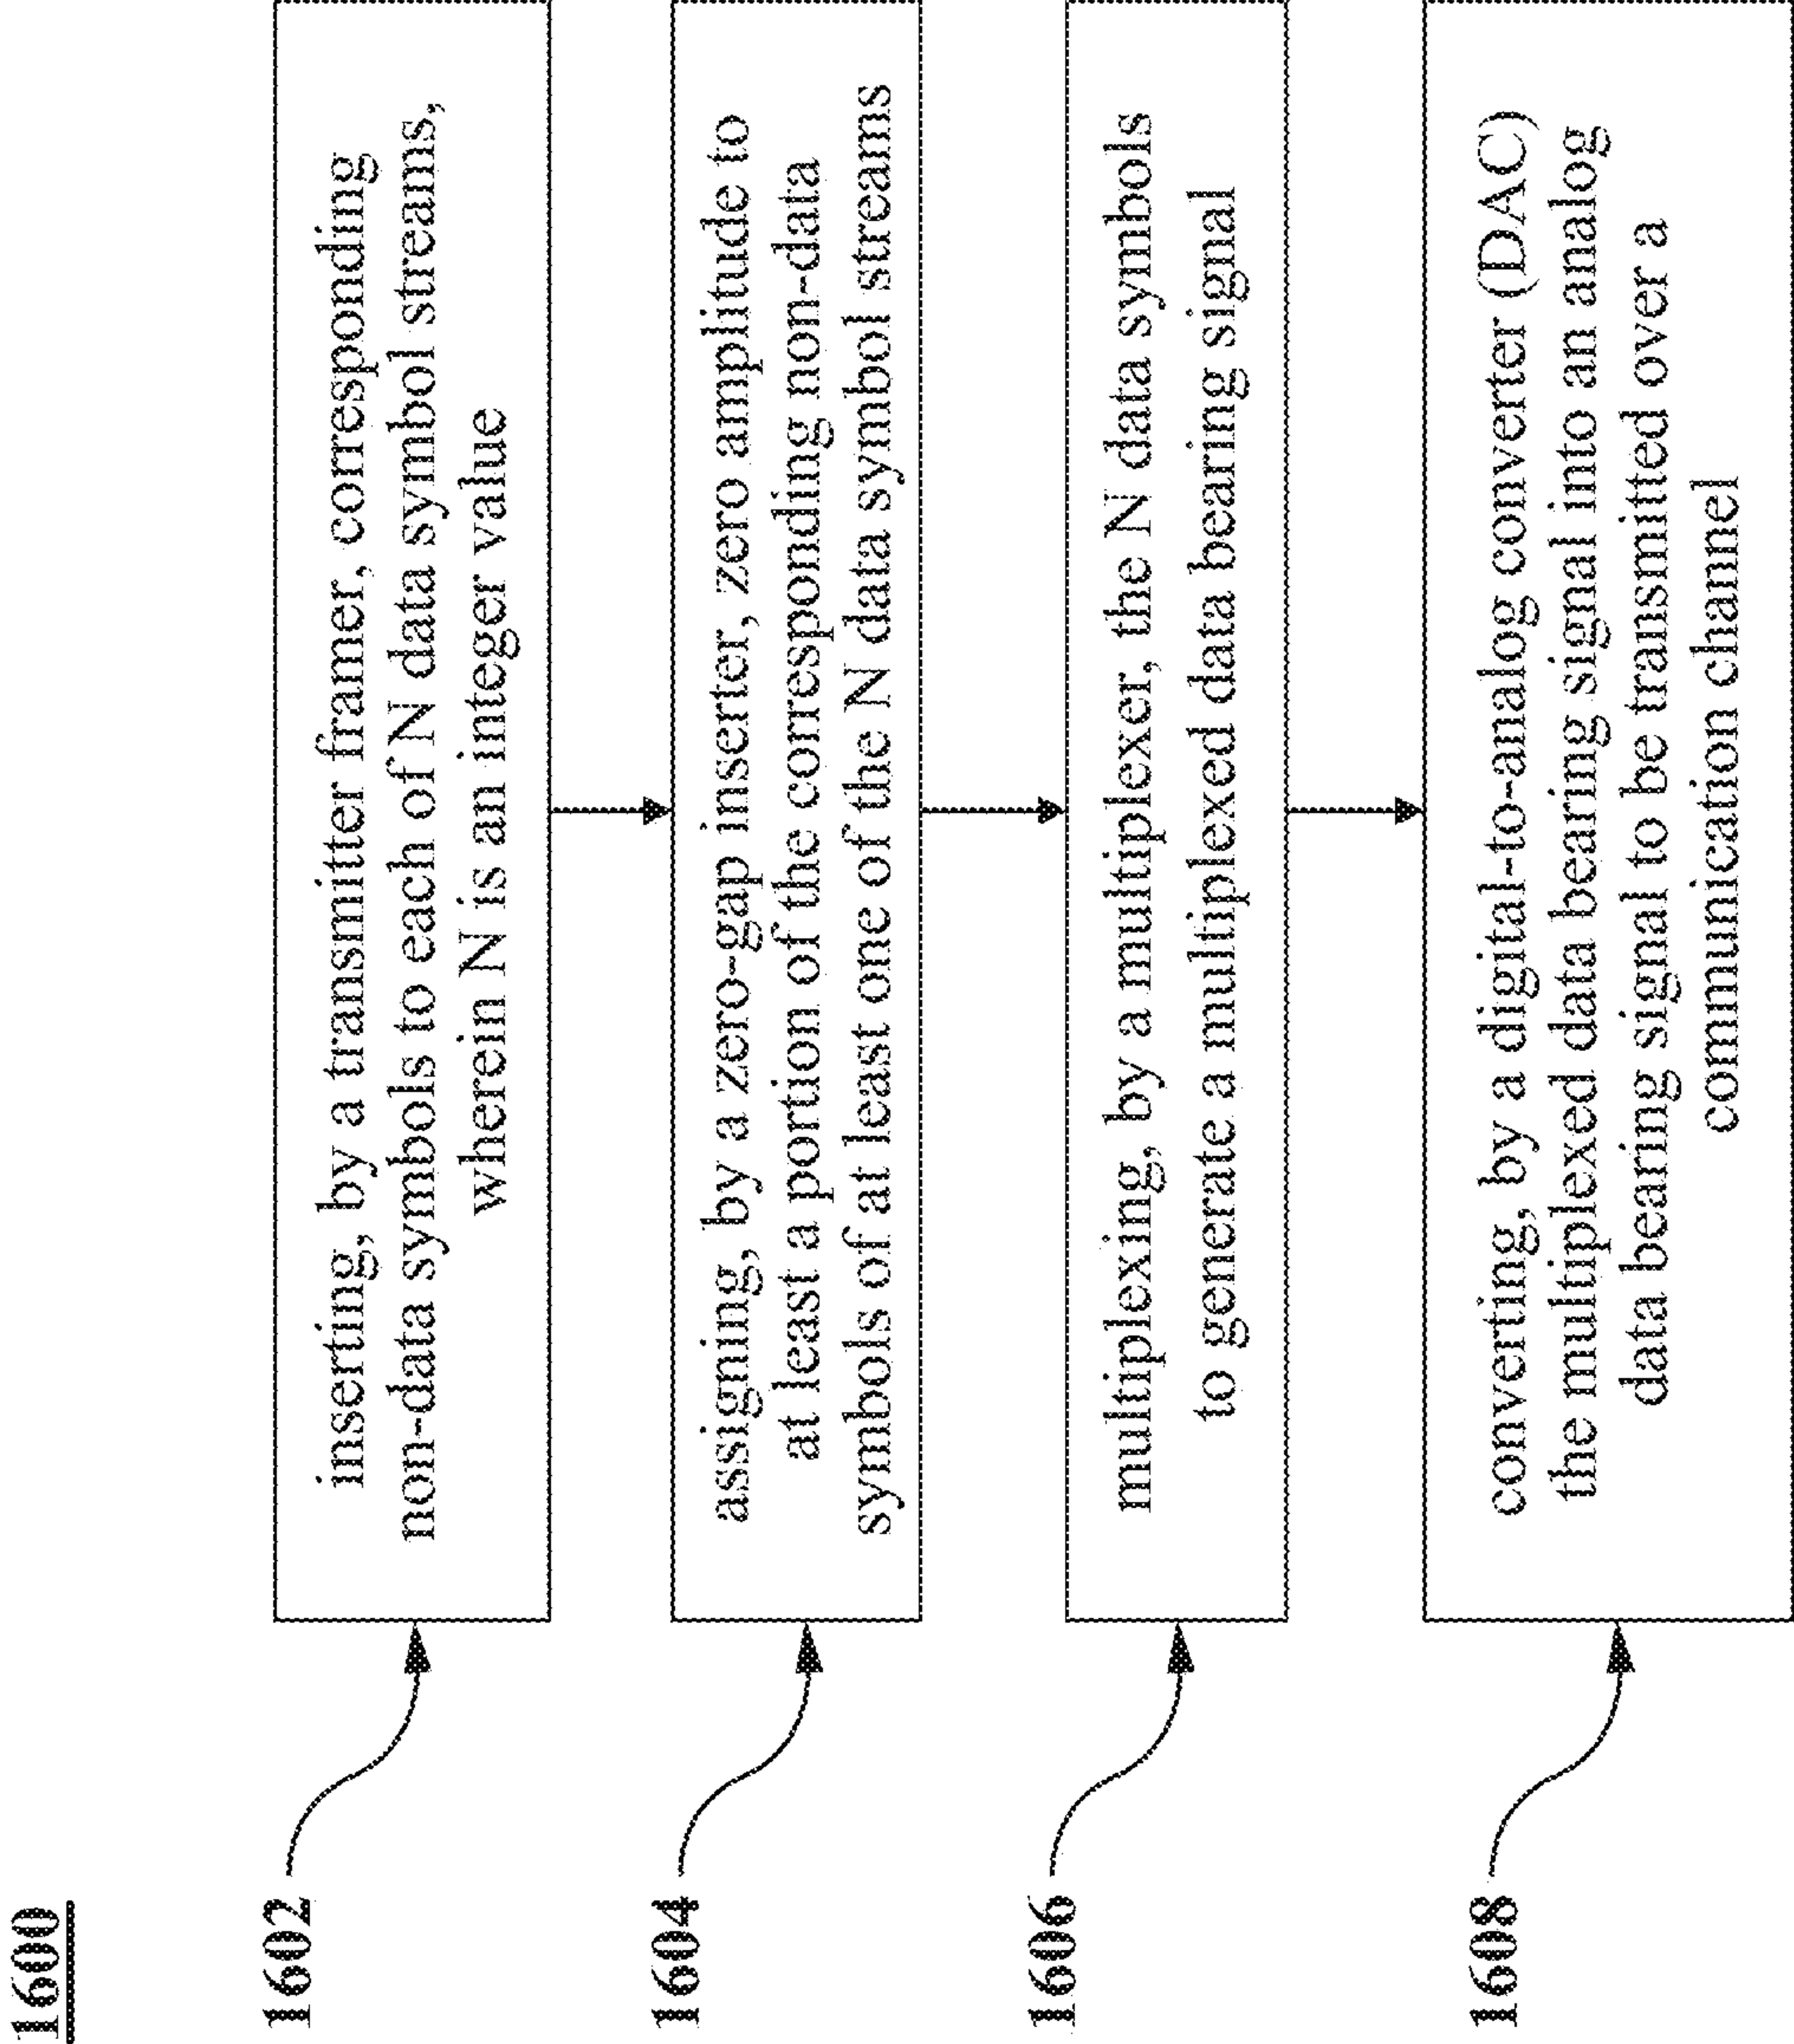 1600
1602
inserting, by a transmitter framer, corresponding
non-data symbols to each of N data symbol streams,
wherein N is an integer value
1604
assigning, by a zero-gap inserter, zero amplitude to
at least a portion of the corresponding non-data
symbols of at least one of the N data symbol streams
1606
multiplexing, by a multiplexer, the N data symbols
to generate a multiplexed data bearing signal
1608
converting, by a digital-to-analog converter (DAC)
the multiplexed data bearing signal into an analog
data bearing signal to be transmitted over a
communication channel